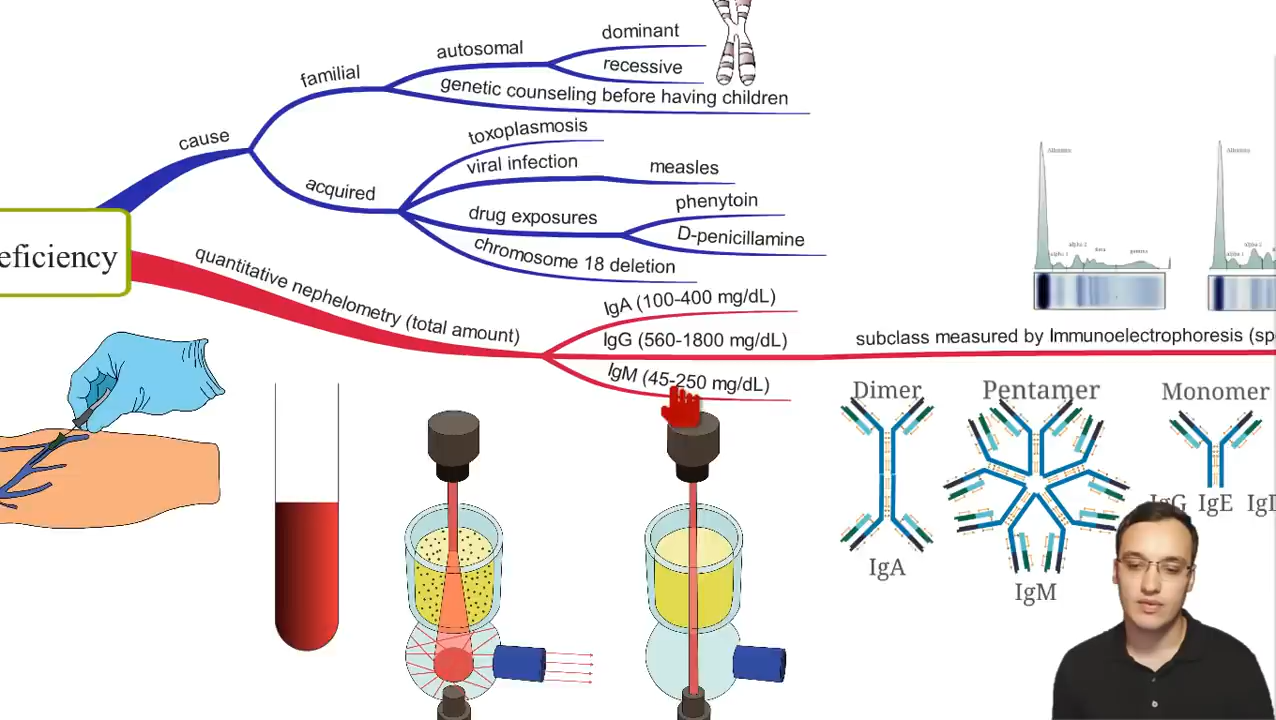 dominant
autosomal
recessive
familial
genetic counseling before having children
cause
toxoplasmosis
viral infection
measles
acquired
phenytoin
drug exposures
D-penicillamine
chromosome 18 deletion
eficiency
quantitative nephelometry (total amount)
IgA (100-400 mg/dL)
IgG (560-1800 mg/dL)
IgM (45-250 mg/dL)
subclass measured by Immunoelectrophoresis (sp
Dimer
Pentamer
Monomer
IgG IgE IgD
IgA
IgM